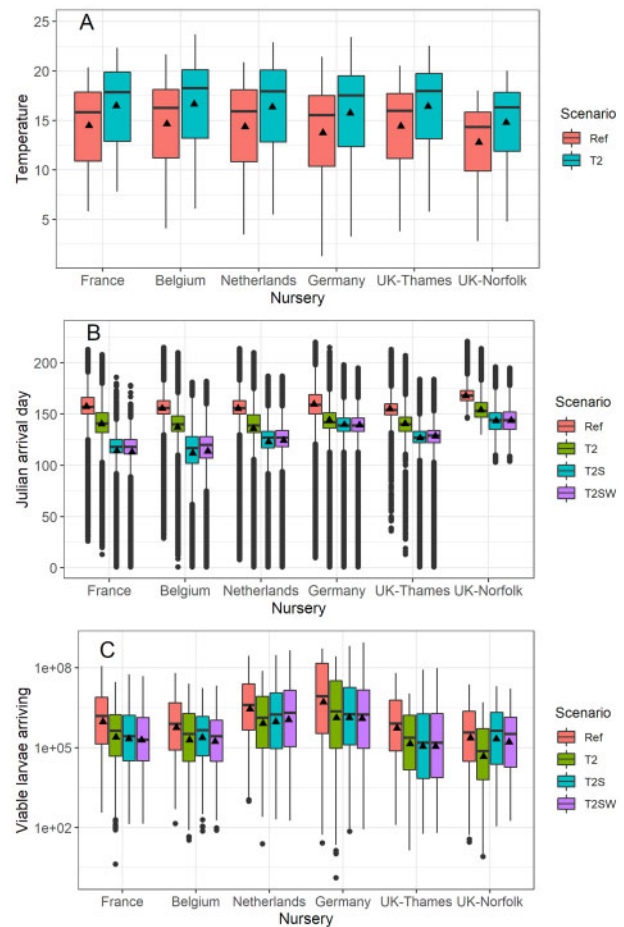 A
25
20
15
10
5
Temperature
France Belgium Netherlands Germany UK-Thames UK-Norfolk
Nursery
Scenario
Ref
T2
B
200
150
100
50
0
Julian arrival day
France Belgium Netherlands Germany UK-Thames UK-Norfolk
Nursery
Scenario
Ref
T2
T2S
T2SW
C
1e+08
1e+05
1e+02
Viable larvae arriving
France Belgium Netherlands Germany UK-Thames UK-Norfolk
Nursery
Scenario
Ref
T2
T2S
T2SW